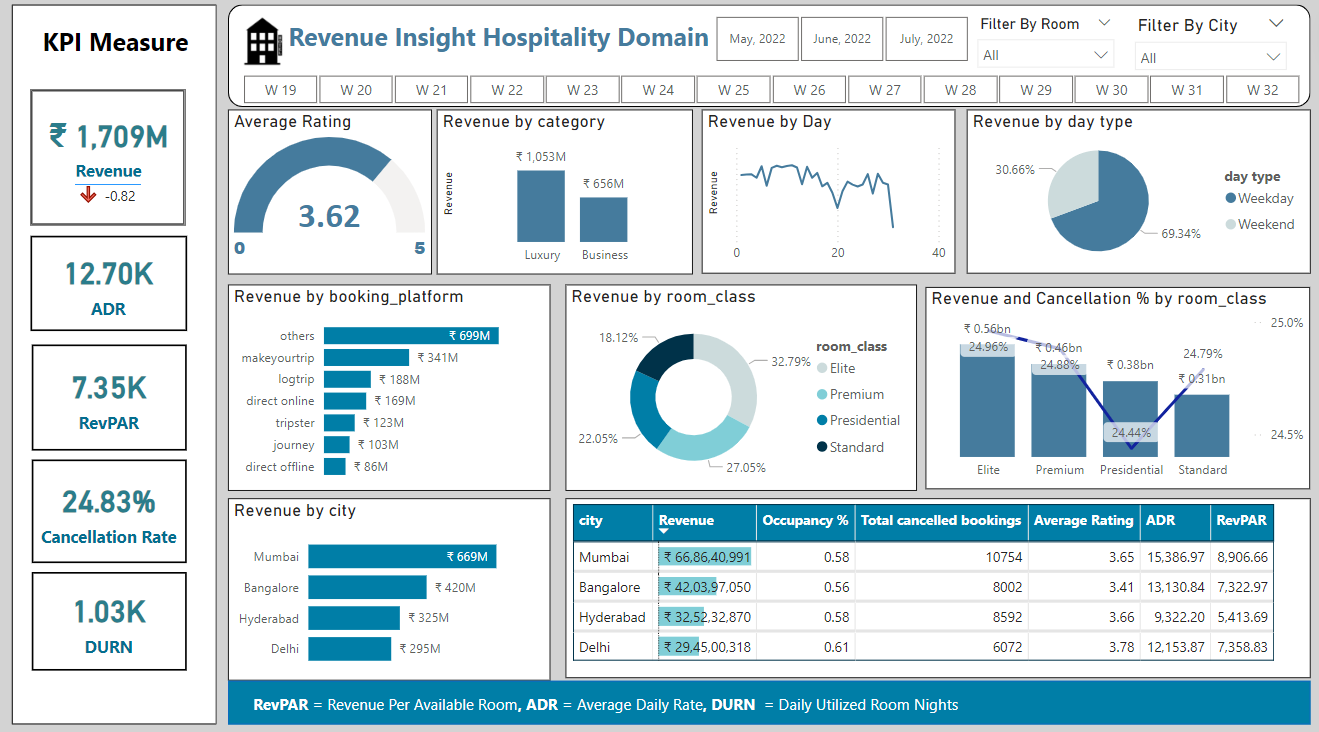 KPI Measure
₹ 1,709M
Revenue
-0.82
12.70K
ADR
7.35K
RevPAR
24.83%
Cancellation Rate
1.03K
DURN
Revenue Insight Hospitality Domain
May, 2022
June, 2022
July, 2022
Filter By Room
All
Filter By City
All
W 19
W 20
W 21
W 22
W 23
W 24
W 25
W 26
W 27
W 28
W 29
W 30
W 31
W 32
Average Rating
3.62
0
5
Revenue by category
Revenue
₹ 1,053M
₹ 656M
Luxury
Business
Revenue by Day
Revenue
0
20
40
Revenue by day type
30.66%
69.34%
day type
Weekday
Weekend
Revenue by booking_platform
others ₹ 699M
makeyourtrip ₹ 341M
logtrip ₹ 188M
direct online ₹ 169M
tripster ₹ 123M
journey ₹ 103M
direct offline ₹ 86M
Revenue by room_class
18.12%
32.79%
22.05%
27.05%
room_class
Elite
Premium
Presidential
Standard
Revenue and Cancellation % by room_class
₹ 0.56bn
24.96%
₹ 0.46bn
24.88%
₹ 0.38bn
24.44%
24.79%
₹ 0.31bn
25.0%
24.5%
Elite
Premium
Presidential
Standard
Revenue by city
Mumbai ₹ 669M
Bangalore ₹ 420M
Hyderabad ₹ 325M
Delhi ₹ 295M
city Revenue Occupancy % Total cancelled bookings Average Rating ADR RevPAR
Mumbai ₹ 66,86,40,991 0.58 10754 3.65 15,386.97 8,906.66
Bangalore ₹ 42,03,97,050 0.56 8002 3.41 13,130.84 7,322.97
Hyderabad ₹ 32,52,32,870 0.58 8592 3.66 9,322.20 5,413.69
Delhi ₹ 29,45,00,318 0.61 6072 3.78 12,153.87 7,358.83
RevPAR = Revenue Per Available Room, ADR = Average Daily Rate, DURN = Daily Utilized Room Nights